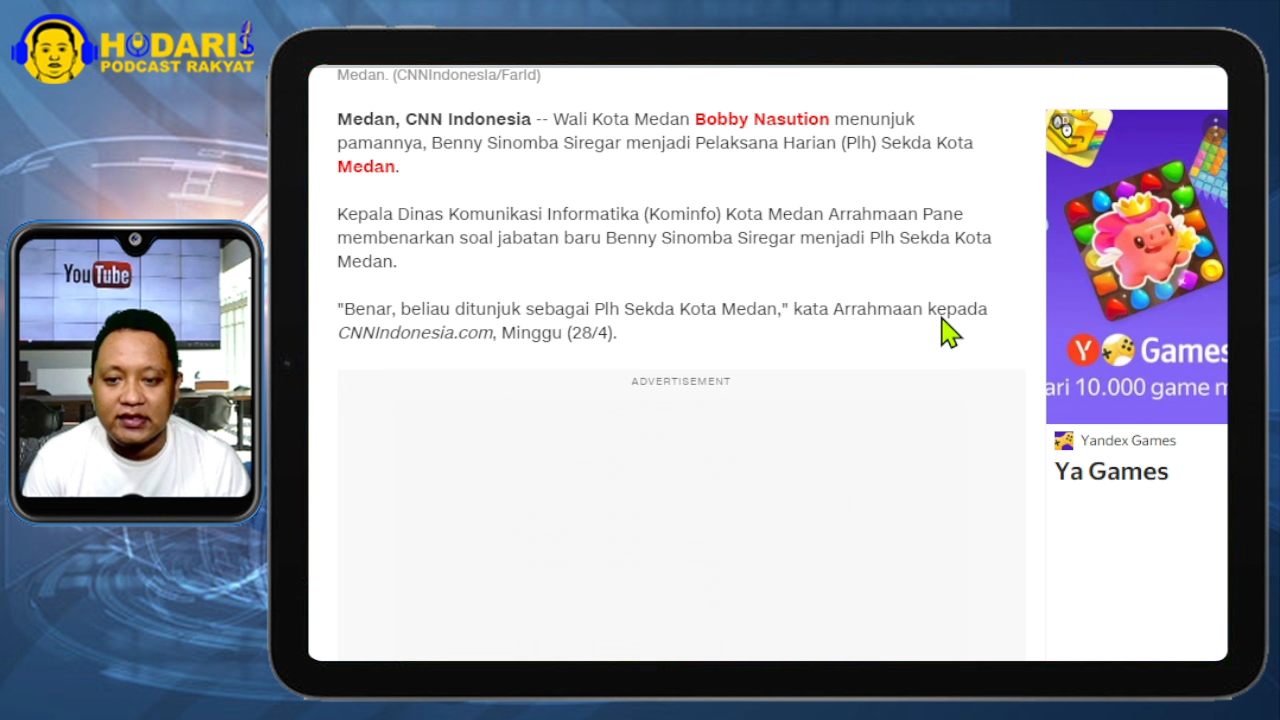 HODARI
PODCAST RAKYAT
YouTube
Medan. (CNNIndonesia/Farid)
Medan, CNN Indonesia -- Wali Kota Medan Bobby Nasution menunjuk
pamannya, Benny Sinomba Siregar menjadi Pelaksana Harian (Plh) Sekda Kota
Medan.
Kepala Dinas Komunikasi Informatika (Kominfo) Kota Medan Arrahmaan Pane
membenarkan soal jabatan baru Benny Sinomba Siregar menjadi Plh Sekda Kota
Medan.
"Benar, beliau ditunjuk sebagai Plh Sekda Kota Medan," kata Arrahmaan kepada
CNNIndonesia.com, Minggu (28/4).
ADVERTISEMENT
Y Games
ari 10.000 game m
Yandex Games
Ya Games